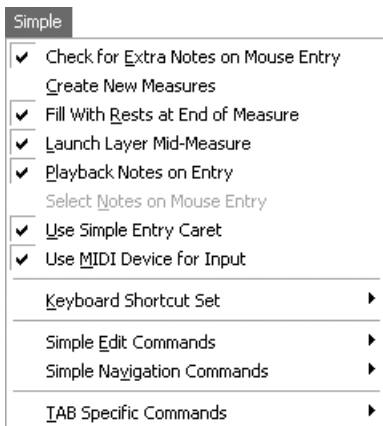 Simple
Check for Extra Notes on Mouse Entry
Create New Measures
Fill With Rests at End of Measure
Launch Layer Mid-Measure
Playback Notes on Entry
Select Notes on Mouse Entry
Use Simple Entry Caret
Use MIDI Device for Input
Keyboard Shortcut Set
Simple Edit Commands
Simple Navigation Commands
TAB Specific Commands